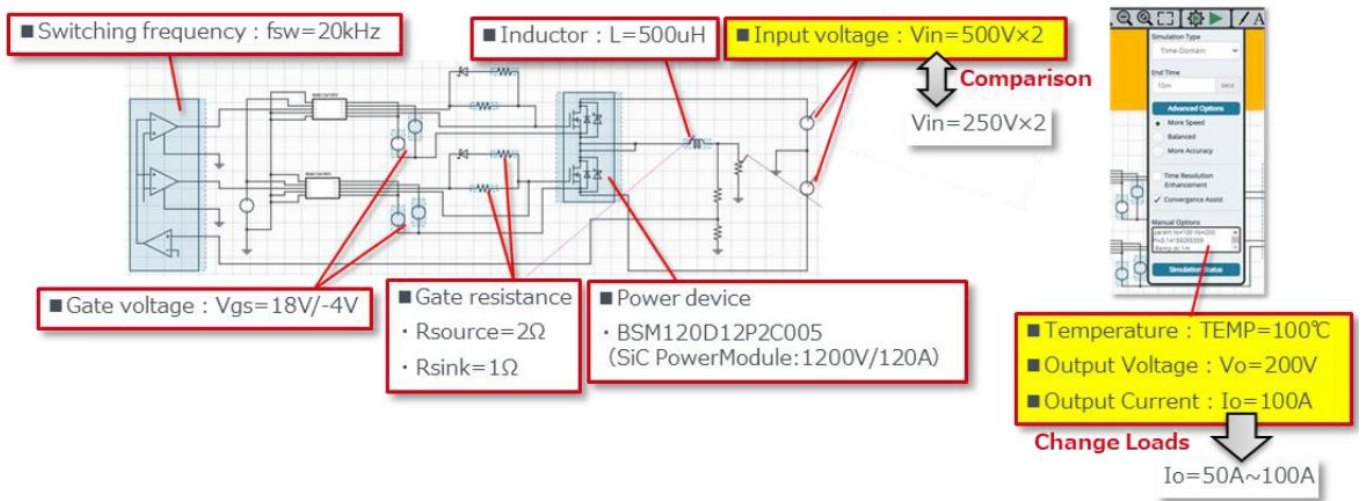 ■ Switching frequency : fsw=20kHz
■ Inductor : L=500uH
■ Input voltage : Vin=500V×2
Comparison
Vin=250V×2
■ Gate voltage : Vgs=18V/-4V
■ Gate resistance
・ Rsource=2Ω
・ Rsink=1Ω
■ Power device
・ BSM120D12P2C005
(SiC PowerModule:1200V/120A)
Simulation Type
Time-Domain
End Time
10m secs
Advanced Options
More Speed
Balanced
More Accuracy
Time Resolution
Enhancement
✓ Convergence Assist
Manual Options
Simulation Status
■ Temperature : TEMP=100℃
■ Output Voltage : Vo=200V
■ Output Current : Io=100A
Change Loads
Io=50A~100A